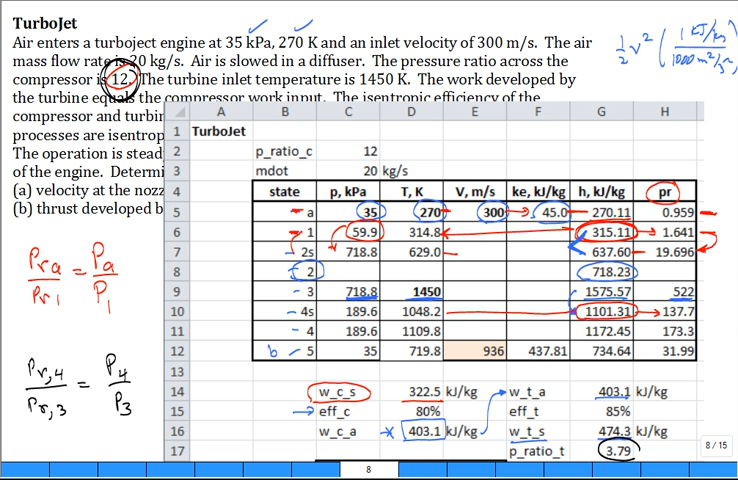 TurboJet
Air enters a turboject engine at 35 kPa, 270 K and an inlet velocity of 300 m/s. The air
mass flow rate is 20 kg/s. Air is slowed in a diffuser. The pressure ratio across the
compressor is 12. The turbine inlet temperature is 1450 K. The work developed by
the turbine equals the compressor work input. The isentropic efficiency of the
compressor and turbin
processes are isentrop
The operation is stead
of the engine. Determi
(a) velocity at the nozz
(b) thrust developed b
½ v² ( 1 kJ/kg / 1000 m²/s²
A B C D E F G H
1 TurboJet
2 p_ratio_c 12
3 mdot 20 kg/s
4 state p, kPa T, K V, m/s ke, kJ/kg h, kJ/kg pr
5 a 35 270 300 45.0 270.11 0.959
6 1 59.9 314.8 315.11 1.641
7 2s 718.8 629.0 637.60 19.696
8 2 718.23
9 3 718.8 1450 1575.57 522
10 4s 189.6 1048.2 1101.31 137.7
11 4 189.6 1109.8 1172.45 173.3
12 b 5 35 719.8 936 437.81 734.64 31.99
13
14 w_c_s 322.5 kJ/kg w_t_a 403.1 kJ/kg
15 eff_c 80% eff_t 85%
16 w_c_a 403.1 kJ/kg w_t_s 474.3 kJ/kg
17 p_ratio_t 3.79
Pra / Pr1 = Pa / P1
Pr,4 / Pr,3 = P4 / P3
8 / 15
8